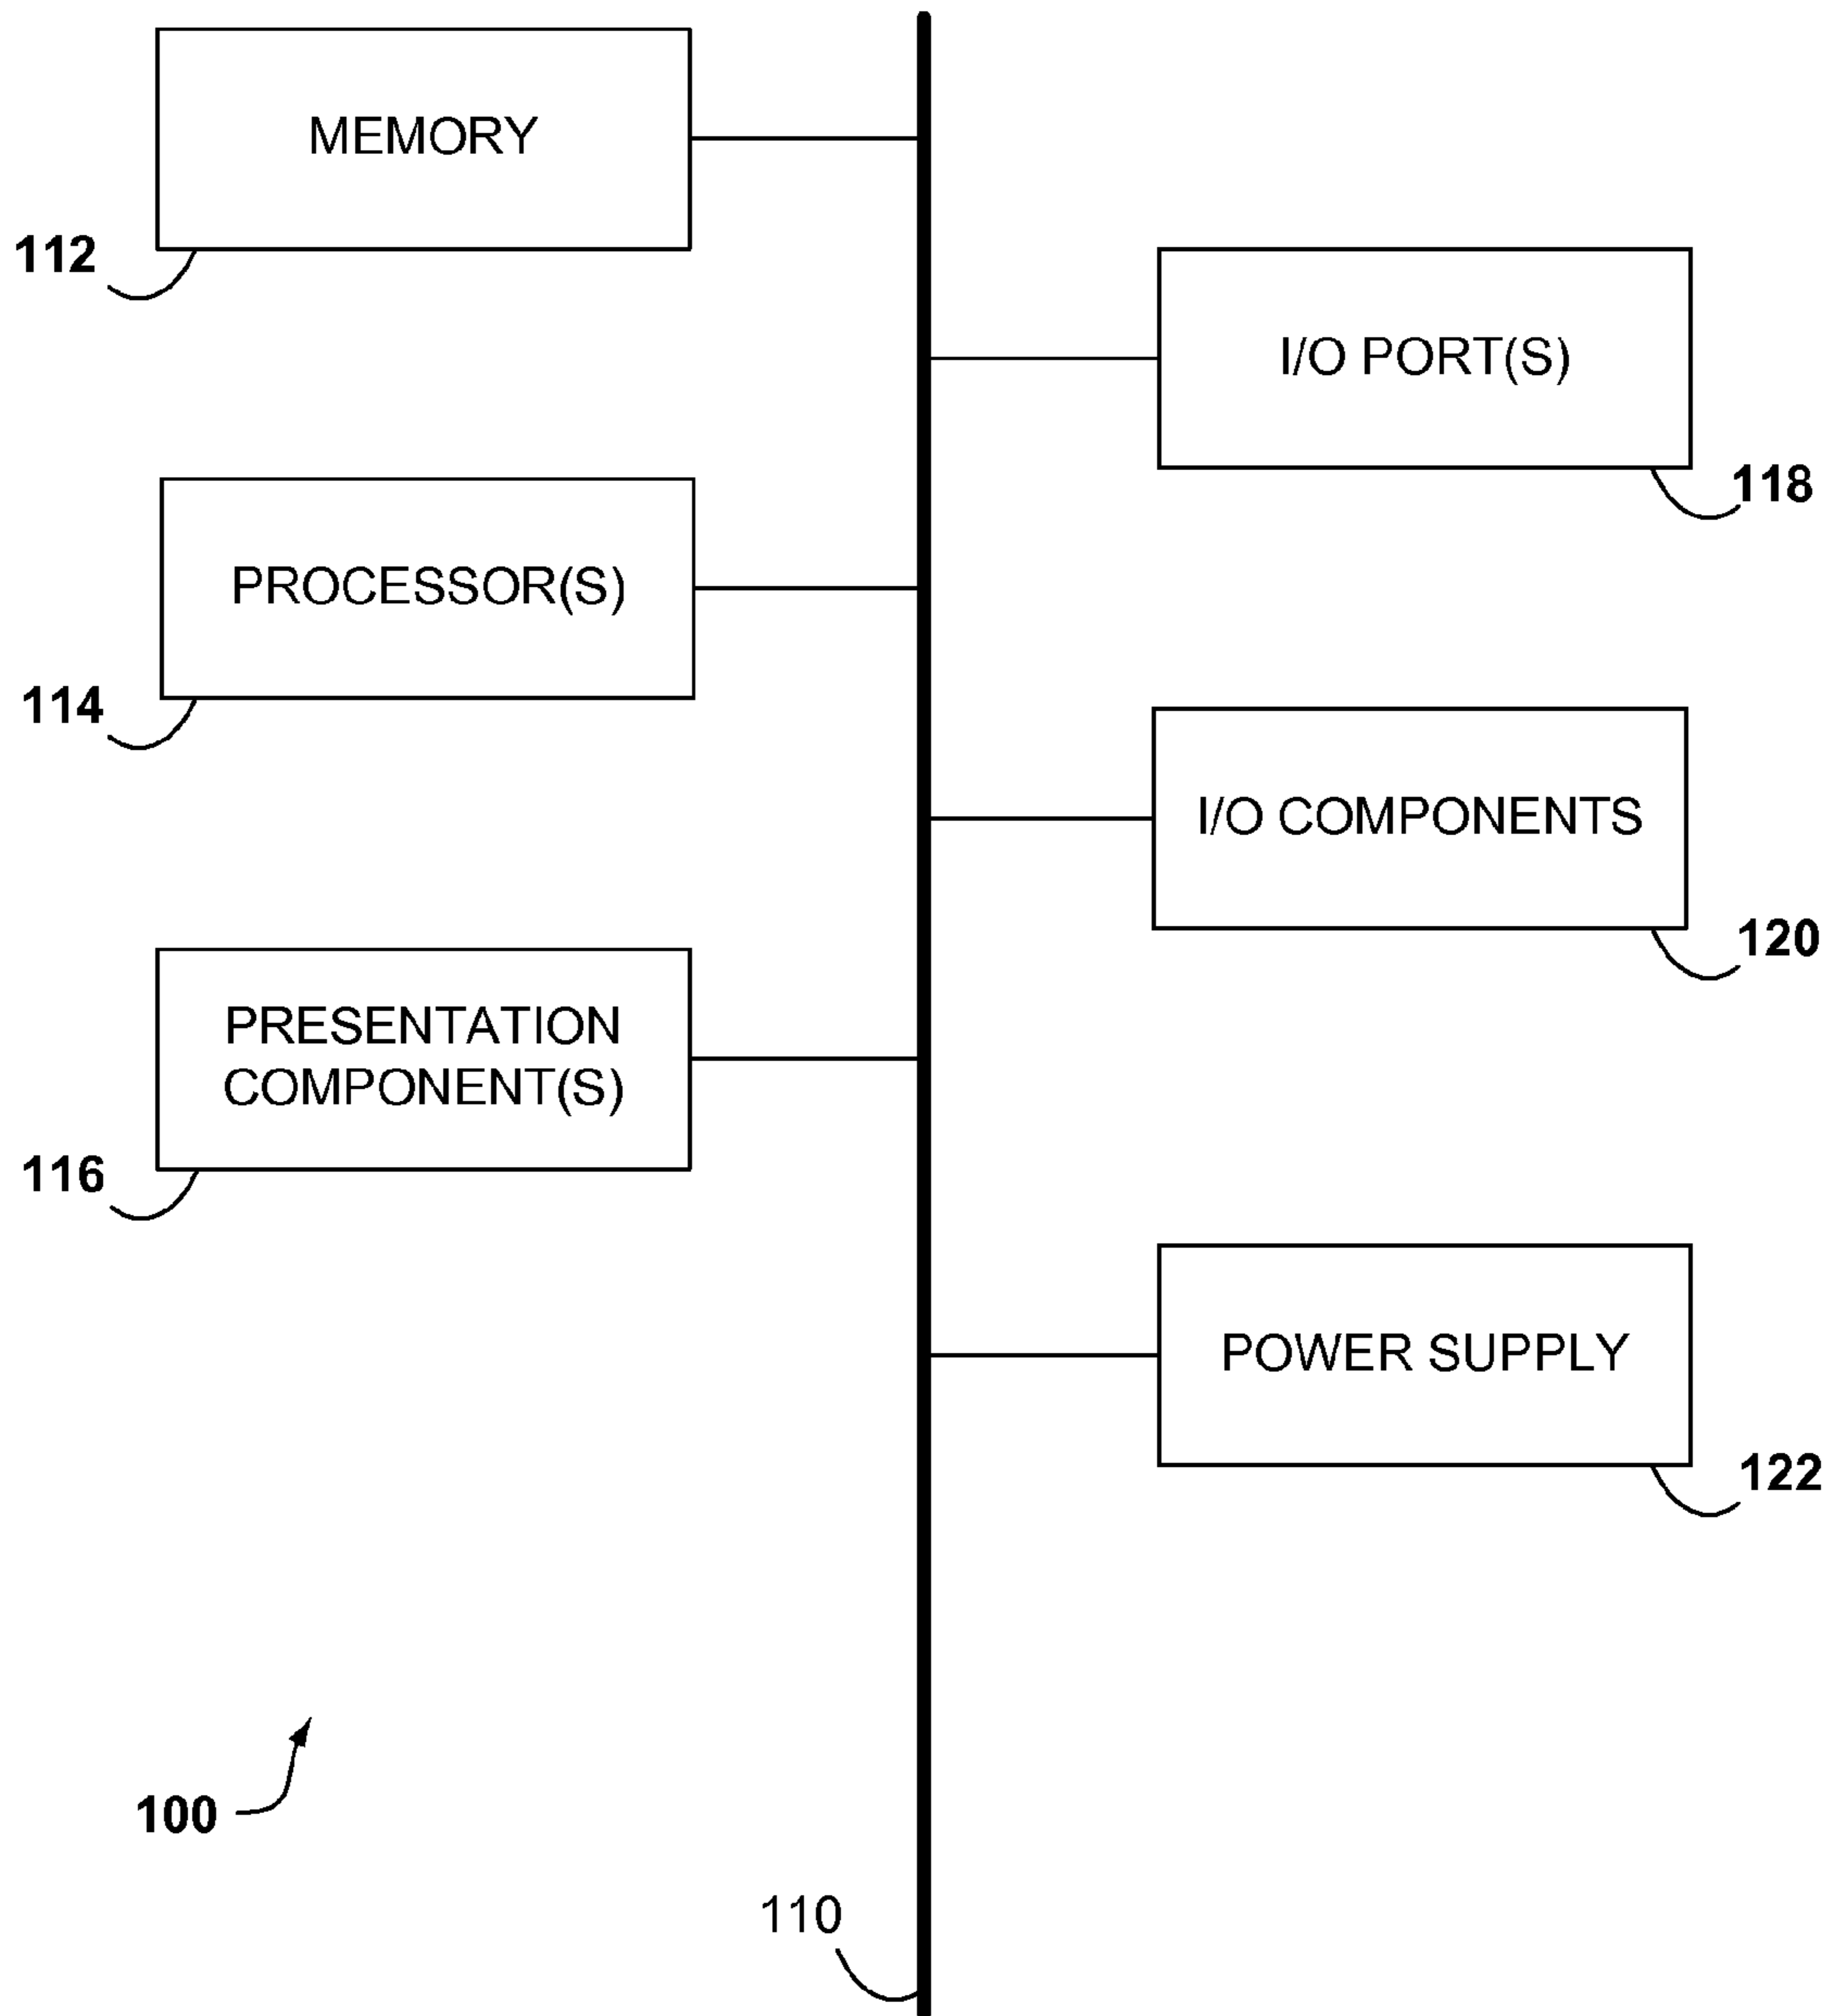 MEMORY
112
I/O PORT(S)
118
PROCESSOR(S)
114
I/O COMPONENTS
120
PRESENTATION
COMPONENT(S)
116
POWER SUPPLY
122
100
110